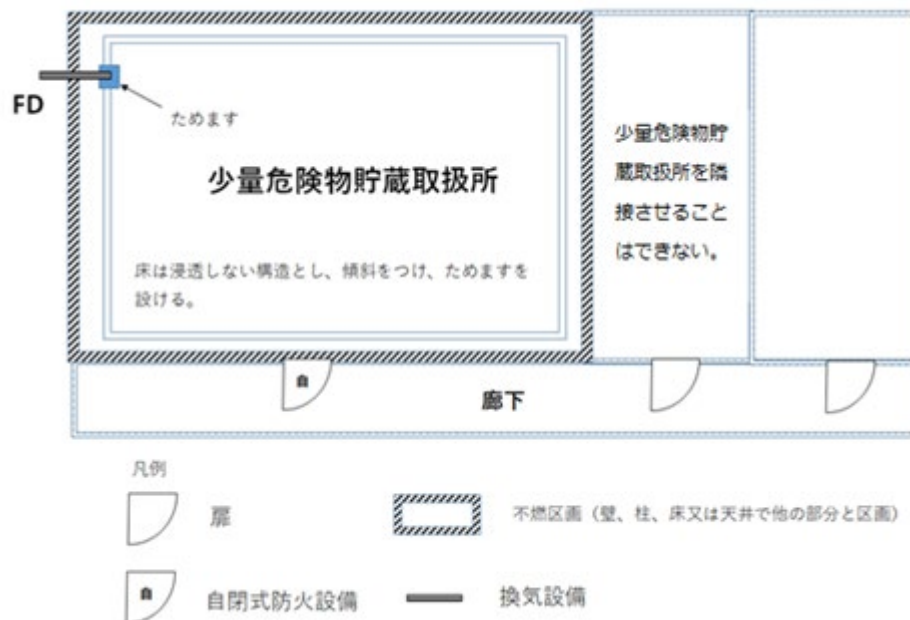 FD
ためます
少量危険物貯蔵取扱所
床は浸透しない構造とし、傾斜をつけ、ためますを
設ける。
少量危険物貯
蔵取扱所を隣
接させること
はできない。
自
廊下
凡例
扉
不燃区画（壁、柱、床又は天井で他の部分と区画）
自
自閉式防火設備
換気設備